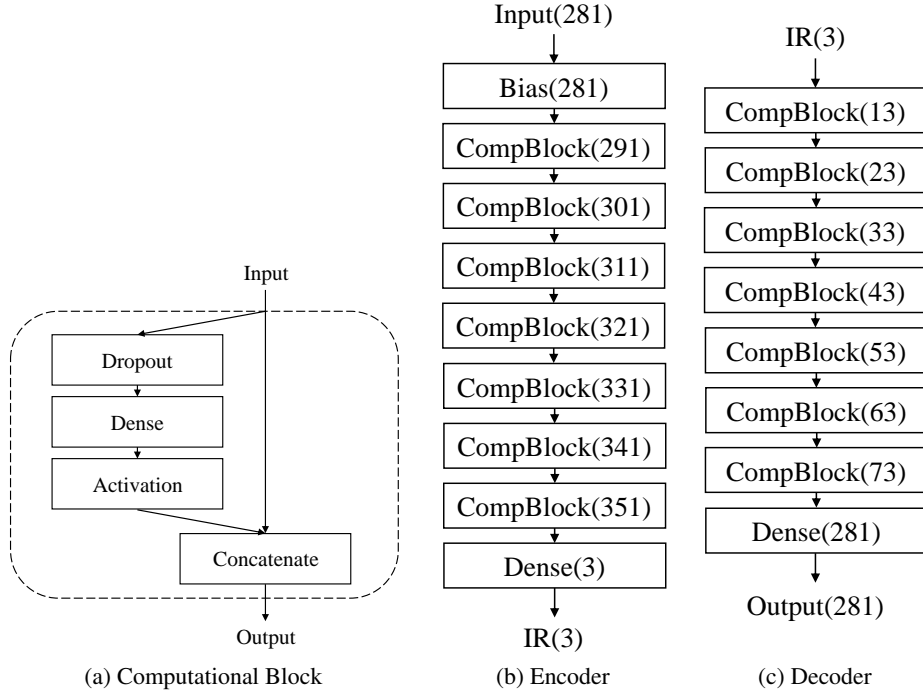 Input
Dropout
Dense
Activation
Concatenate
Output
(a) Computational Block
Input(281)
Bias(281)
CompBlock(291)
CompBlock(301)
CompBlock(311)
CompBlock(321)
CompBlock(331)
CompBlock(341)
CompBlock(351)
Dense(3)
IR(3)
(b) Encoder
IR(3)
CompBlock(13)
CompBlock(23)
CompBlock(33)
CompBlock(43)
CompBlock(53)
CompBlock(63)
CompBlock(73)
Dense(281)
Output(281)
(c) Decoder